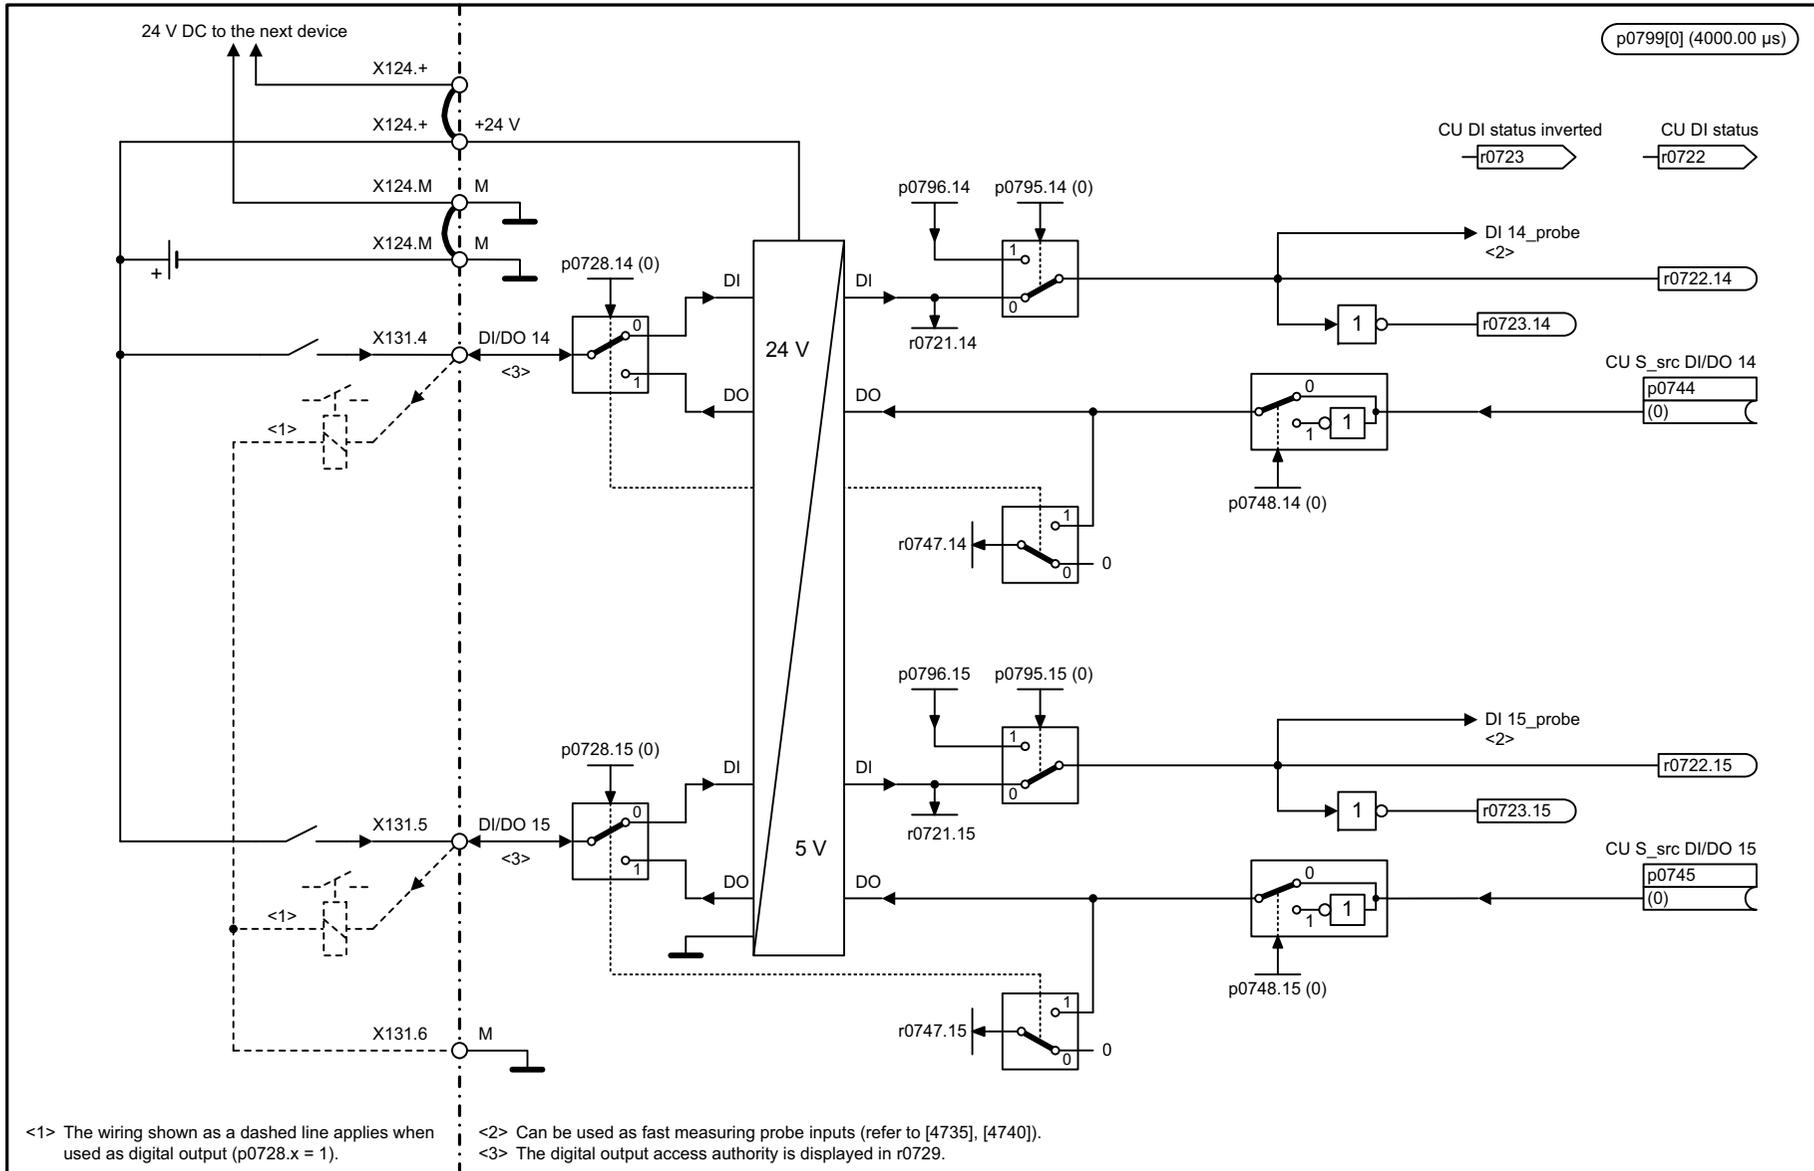 24 V DC to the next device
p0799[0] (4000.00 µs)
X124.+
X124.+ +24 V
CU DI status inverted CU DI status
r0723 r0722
X124.M M
p0796.14 p0795.14 (0)
X124.M M
+
p0728.14 (0)
DI DI
1
0
DI 14_probe
<2>
r0722.14
1
r0723.14
r0721.14
X131.4 DI/DO 14
<3>
0
1
24 V
DO DO
CU S_src DI/DO 14
p0744
(0)
0
1
1
p0748.14 (0)
<1>
r0747.14
1
0
0
p0796.15 p0795.15 (0)
p0728.15 (0)
DI DI
1
0
DI 15_probe
<2>
r0722.15
1
r0723.15
r0721.15
X131.5 DI/DO 15
<3>
0
1
5 V
DO DO
CU S_src DI/DO 15
p0745
(0)
0
1
1
p0748.15 (0)
<1>
r0747.15
1
0
0
X131.6 M
<1> The wiring shown as a dashed line applies when
used as digital output (p0728.x = 1).
<2> Can be used as fast measuring probe inputs (refer to [4735], [4740]).
<3> The digital output access authority is displayed in r0729.